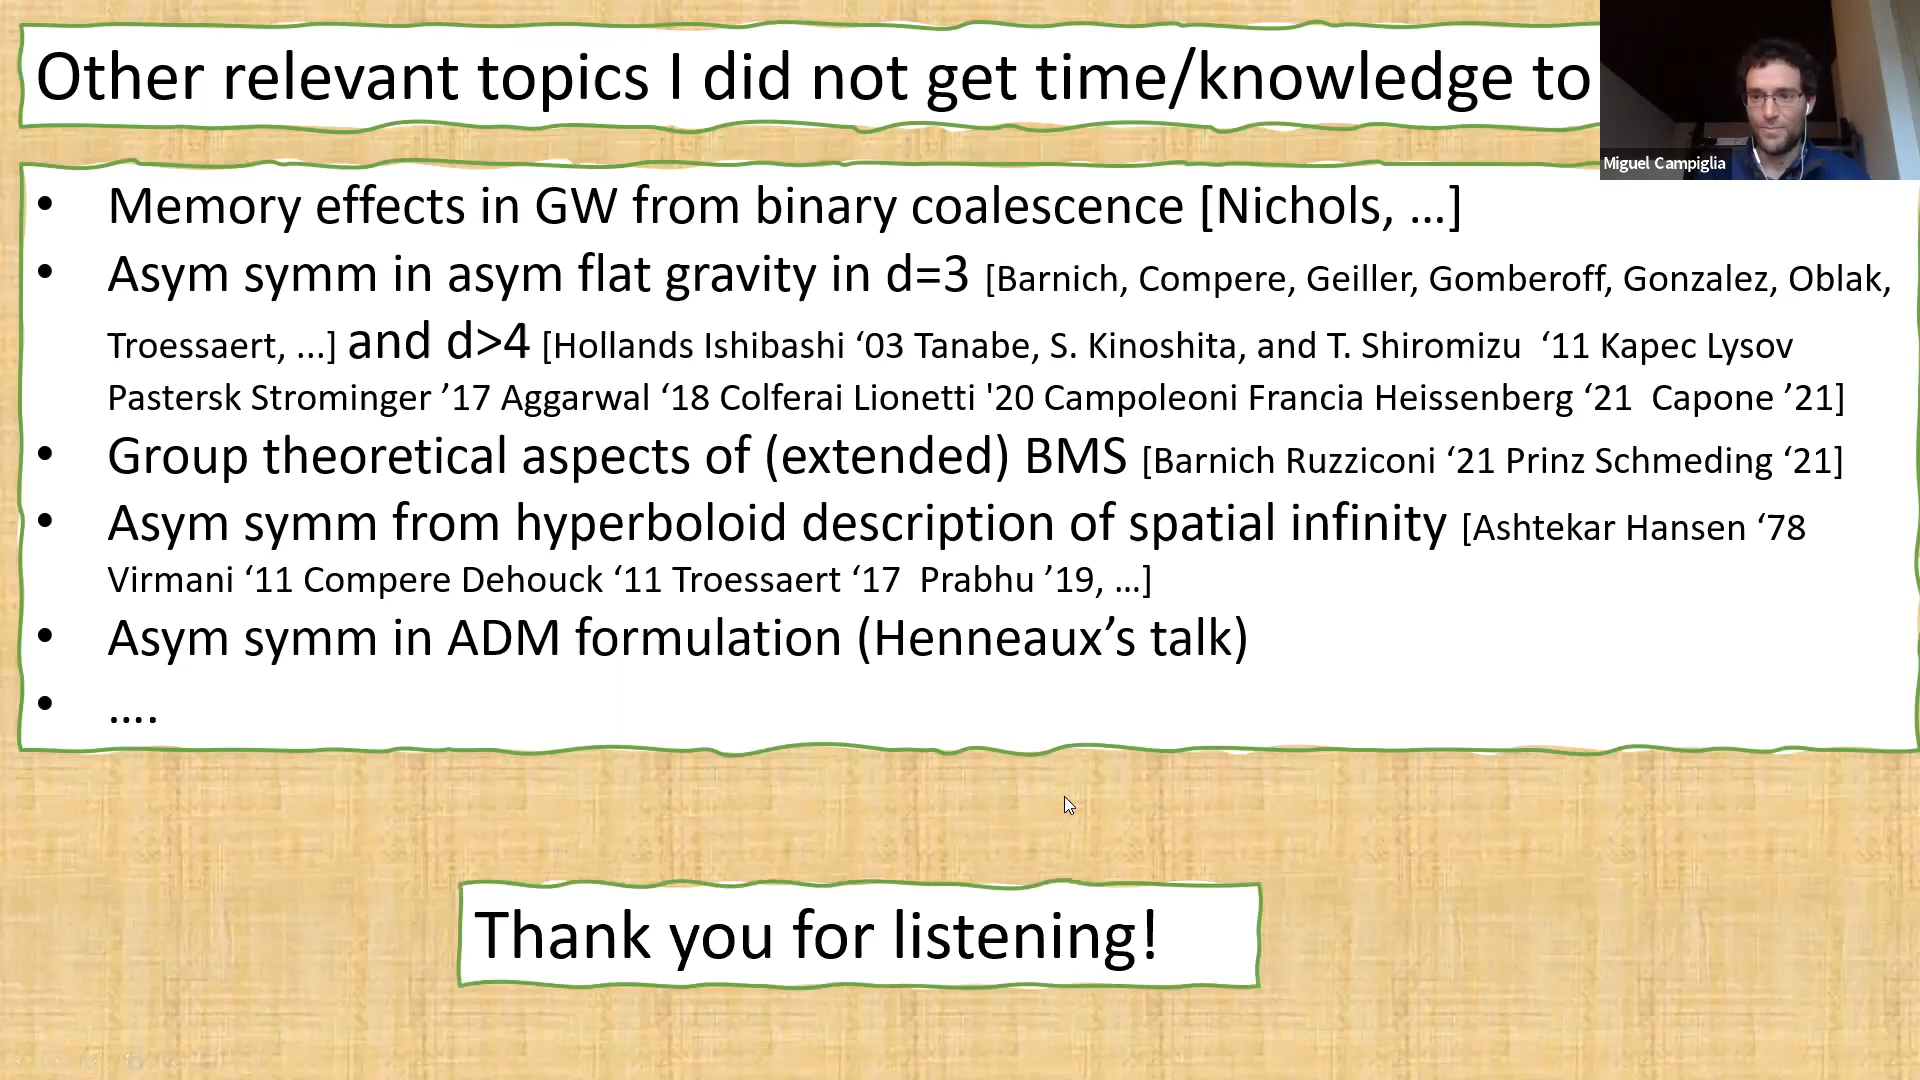 Other relevant topics I did not get time/knowledge to
Miguel Campiglia
• Memory effects in GW from binary coalescence [Nichols, ...]
• Asym symm in asym flat gravity in d=3 [Barnich, Compere, Geiller, Gomberoff, Gonzalez, Oblak,
Troessaert, ...] and d>4 [Hollands Ishibashi ‘03 Tanabe, S. Kinoshita, and T. Shiromizu ‘11 Kapec Lysov
Pastersk Strominger ’17 Aggarwal ‘18 Colferai Lionetti '20 Campoleoni Francia Heissenberg ‘21 Capone ’21]
• Group theoretical aspects of (extended) BMS [Barnich Ruzziconi ‘21 Prinz Schmeding ‘21]
• Asym symm from hyperboloid description of spatial infinity [Ashtekar Hansen ‘78
Virmani ‘11 Compere Dehouck ‘11 Troessaert ‘17 Prabhu ’19, ...]
• Asym symm in ADM formulation (Henneaux’s talk)
• ....
Thank you for listening!